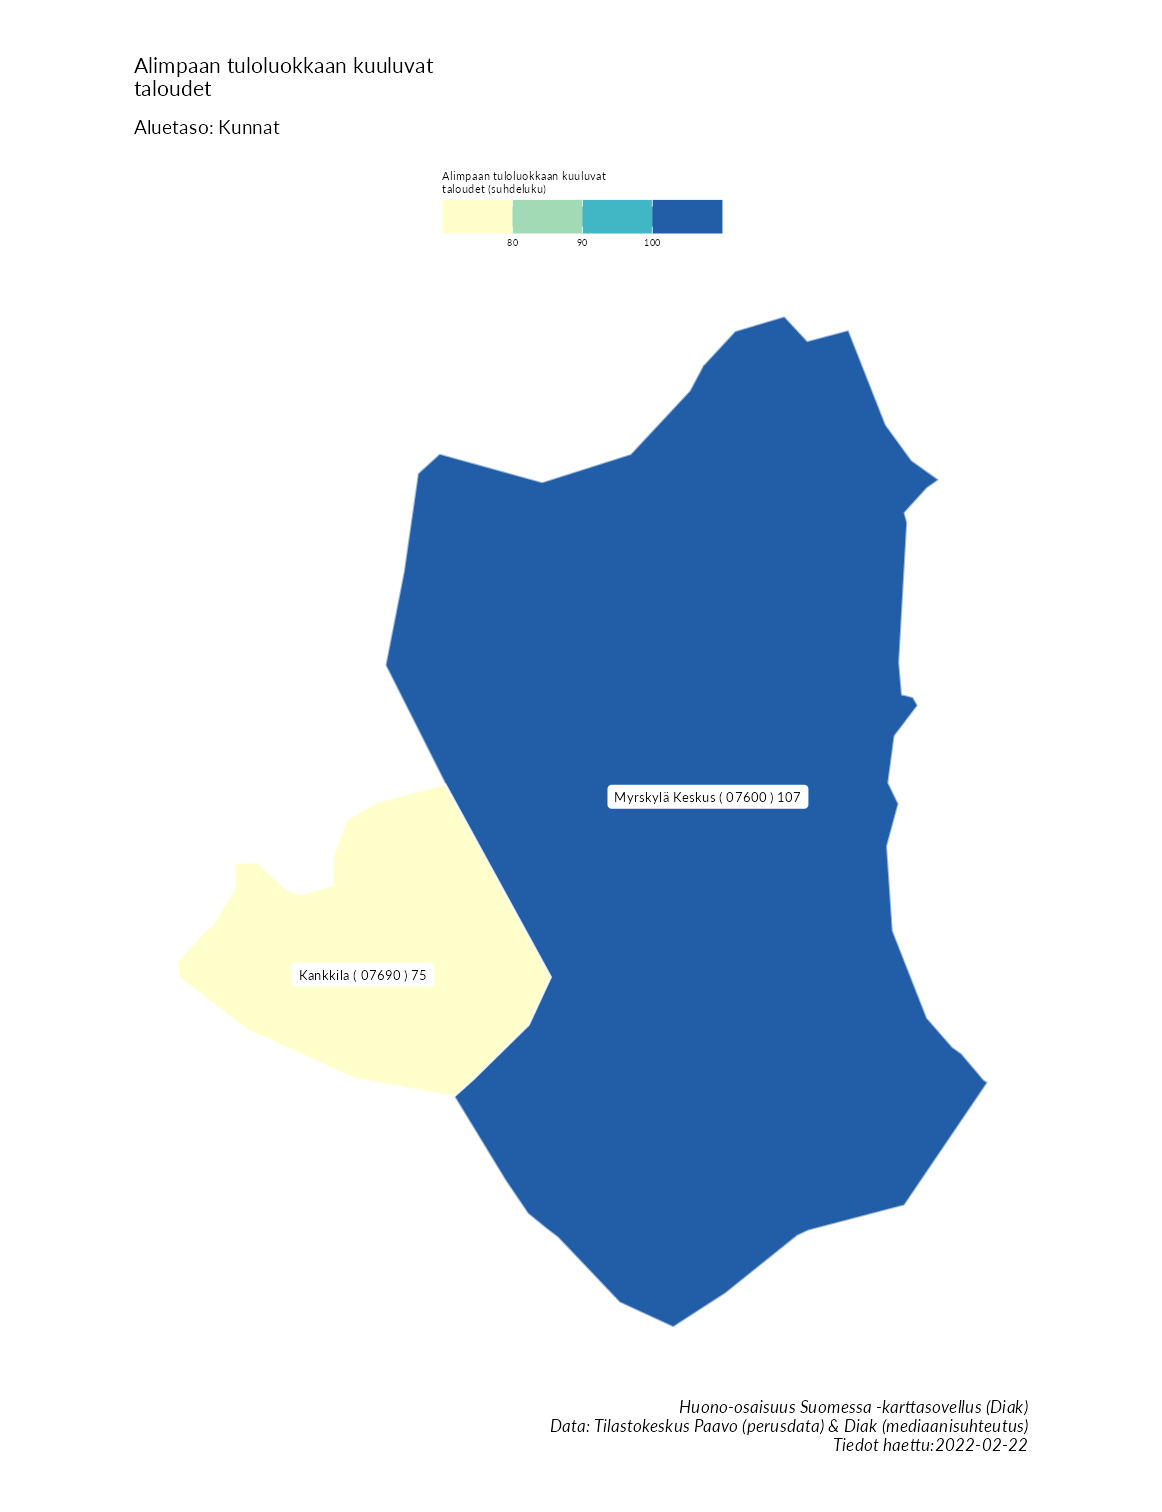 Alimpaan tuloluokkaan kuuluvat
taloudet
Aluetaso: Kunnat
Alimpaan tuloluokkaan kuuluvat
taloudet (suhdeluku)
80 90 100
Myrskylä Keskus ( 07600 ) 107
Kankkila ( 07690 ) 75
Huono-osaisuus Suomessa -karttasovellus (Diak)
Data: Tilastokeskus Paavo (perusdata) & Diak (mediaanisuhteutus)
Tiedot haettu:2022-02-22